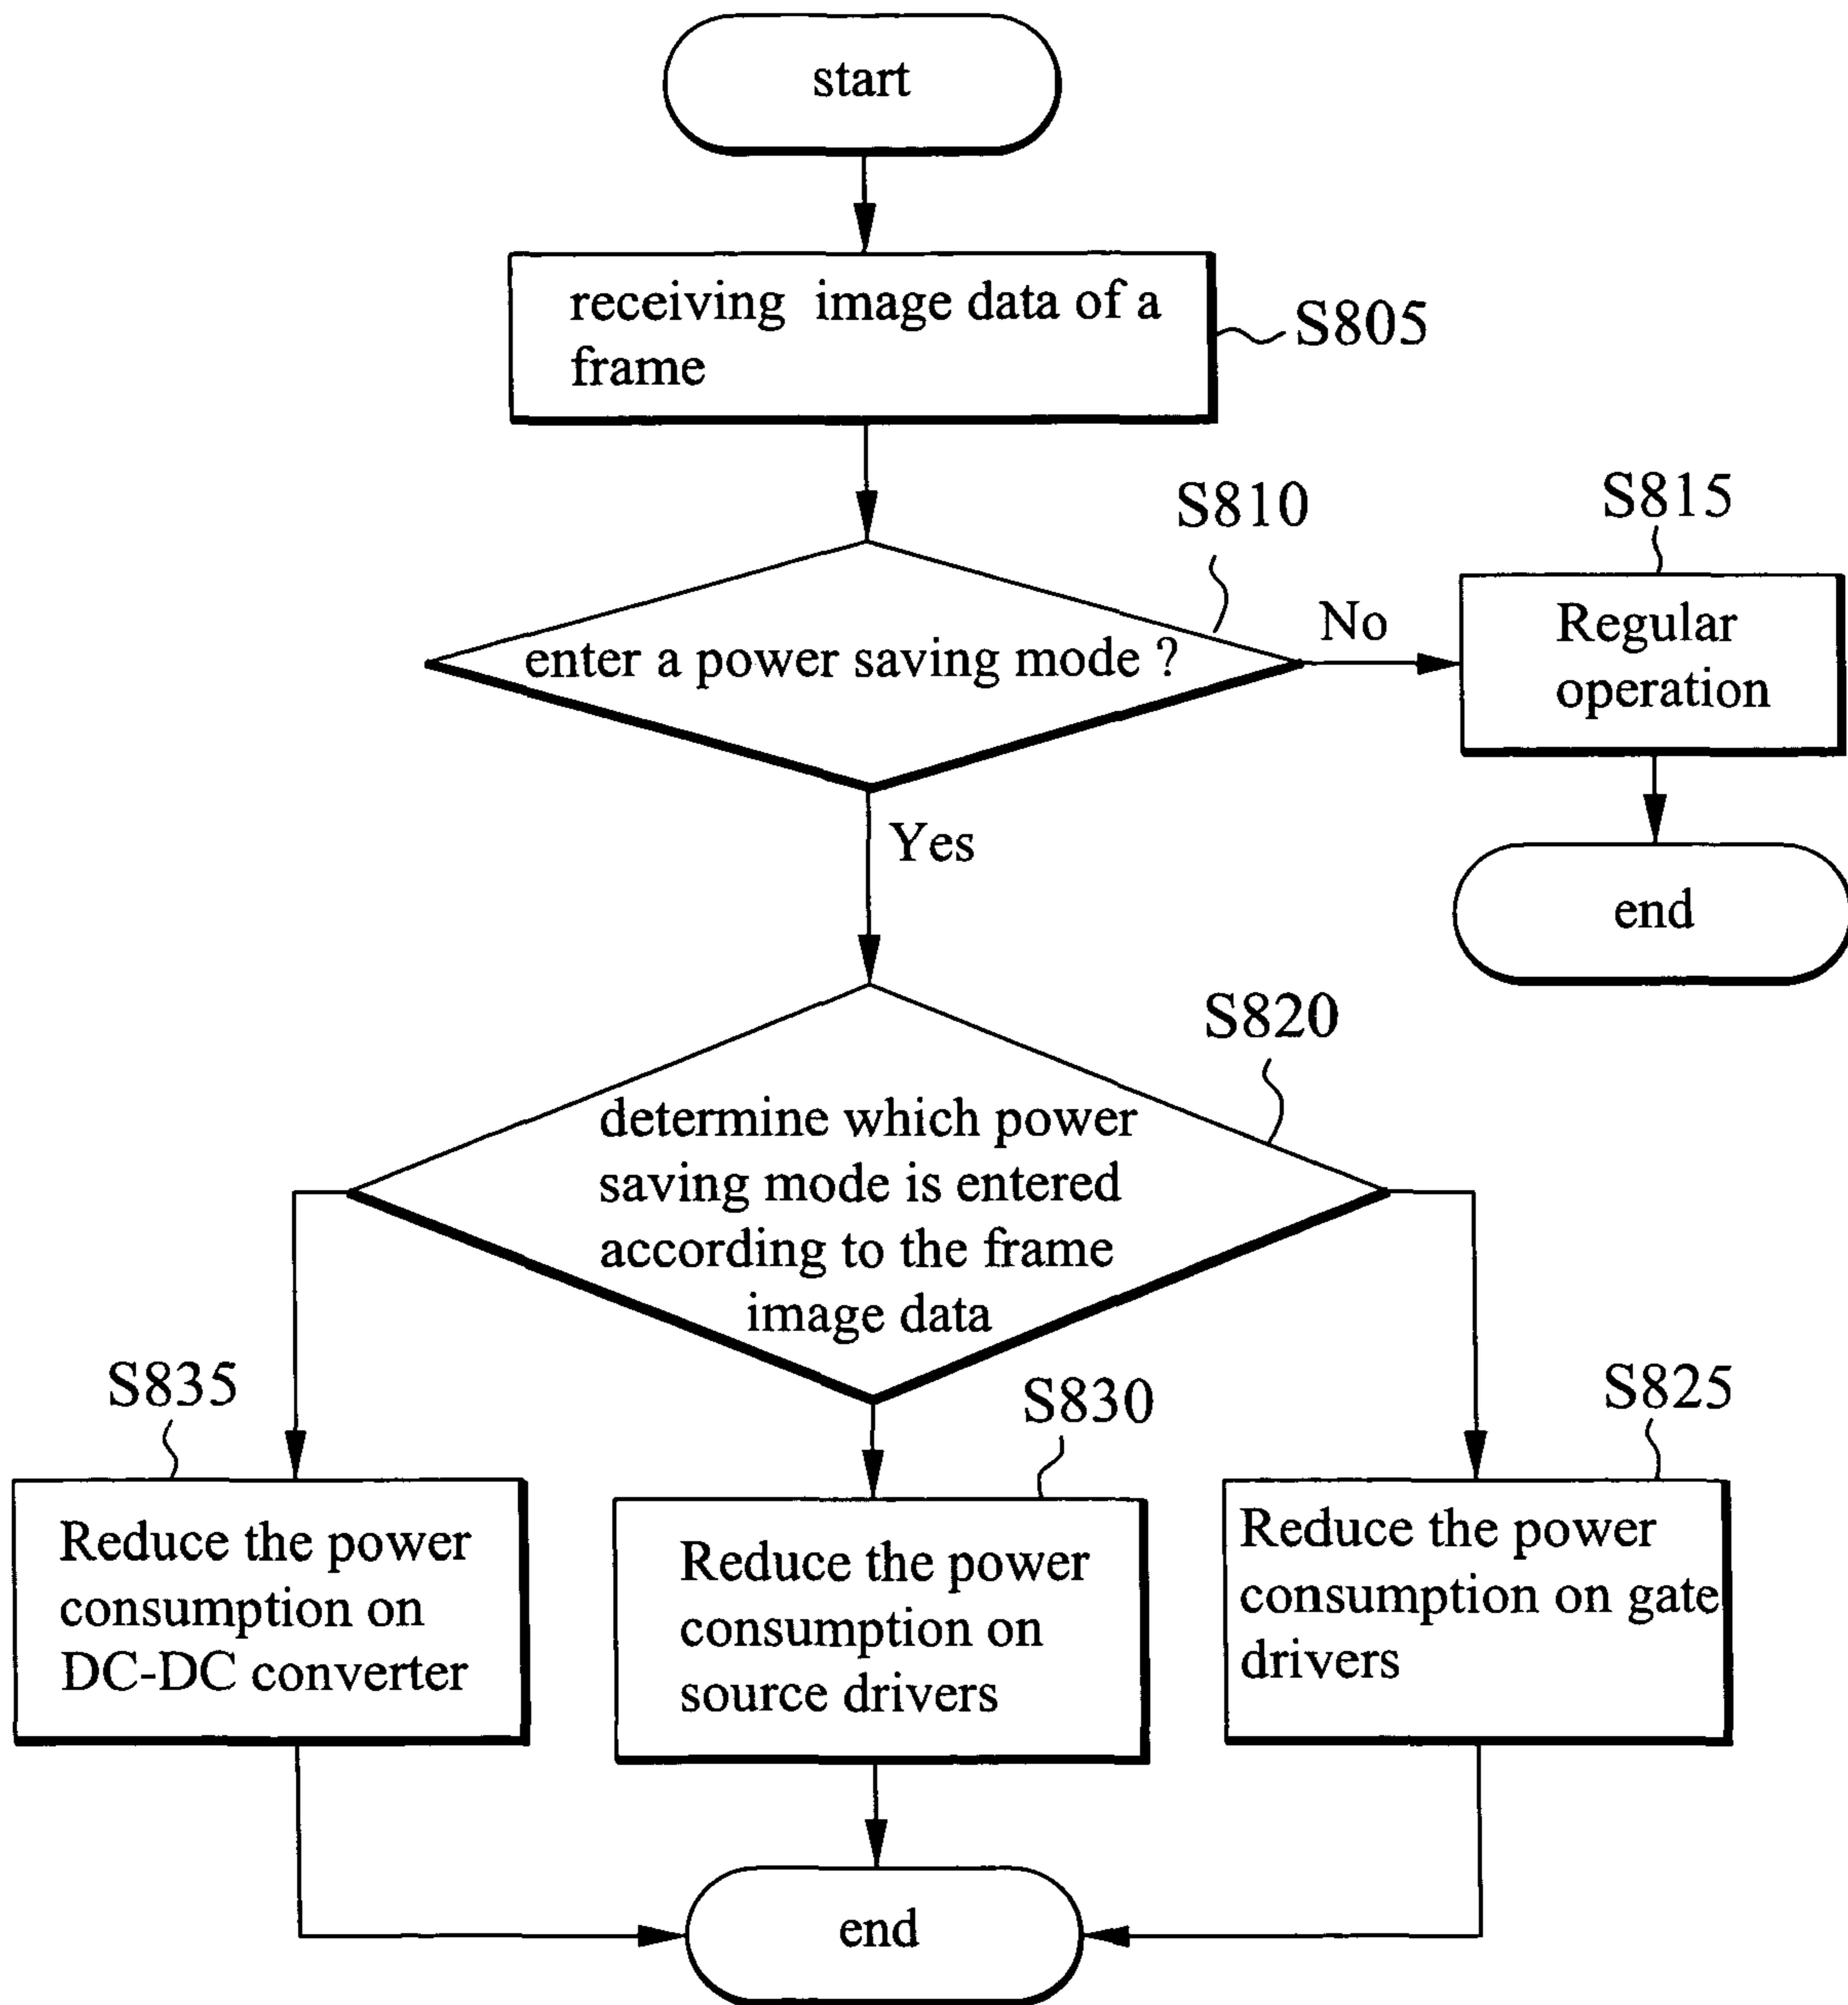 start
receiving image data of a
frame
S805
S810
S815
enter a power saving mode ?
No
Regular
operation
Yes
end
S820
determine which power
saving mode is entered
according to the frame
image data
S835
S830
S825
Reduce the power
consumption on
DC-DC converter
Reduce the power
consumption on
source drivers
Reduce the power
consumption on gate
drivers
end